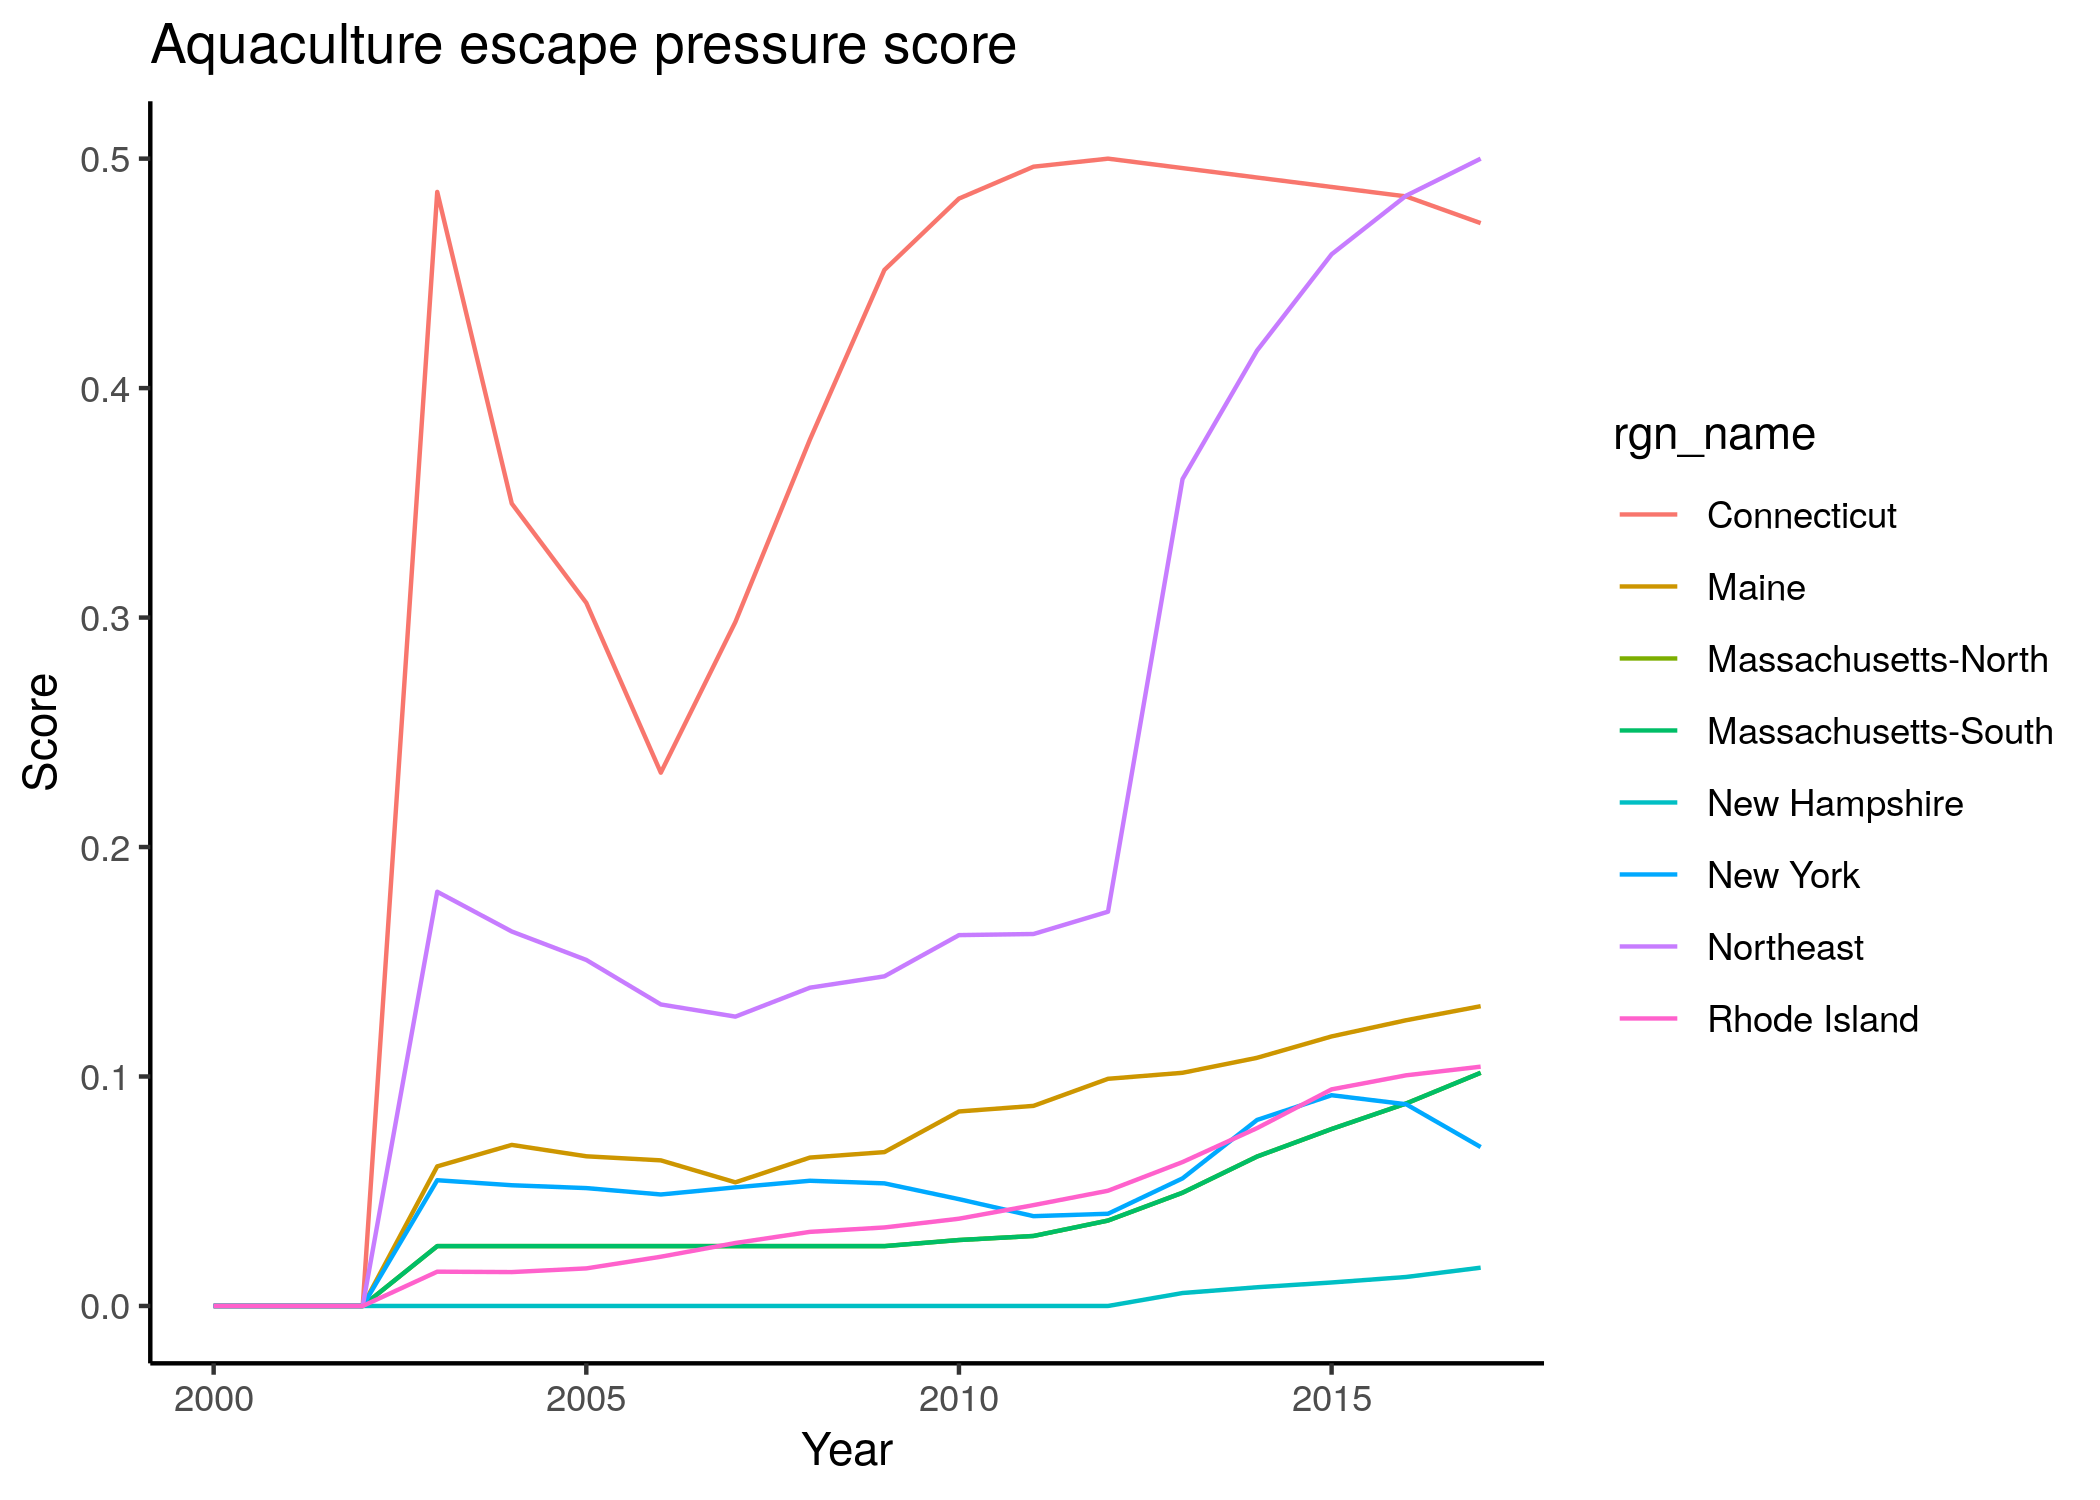 Aquaculture escape pressure score
0.5
0.4
0.3
0.2
0.1
0.0
Score
2000 2005 2010 2015
Year
rgn_name
Connecticut
Maine
Massachusetts-North
Massachusetts-South
New Hampshire
New York
Northeast
Rhode Island